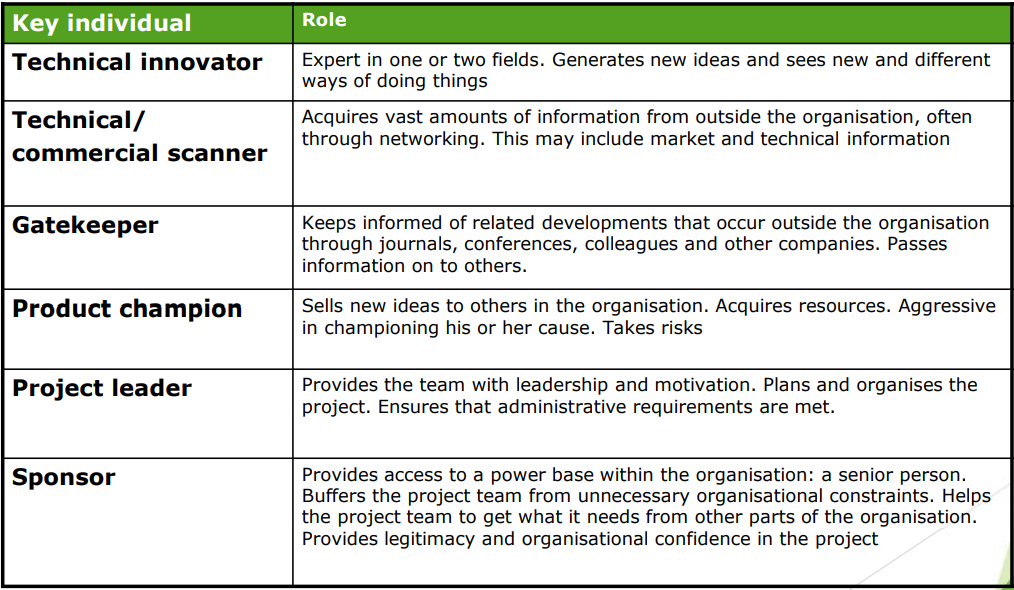 Key individual
Role
Technical innovator
Expert in one or two fields. Generates new ideas and sees new and different
ways of doing things
Technical/
commercial scanner
Acquires vast amounts of information from outside the organisation, often
through networking. This may include market and technical information
Gatekeeper
Keeps informed of related developments that occur outside the organisation
through journals, conferences, colleagues and other companies. Passes
information on to others.
Product champion
Sells new ideas to others in the organisation. Acquires resources. Aggressive
in championing his or her cause. Takes risks
Project leader
Provides the team with leadership and motivation. Plans and organises the
project. Ensures that administrative requirements are met.
Sponsor
Provides access to a power base within the organisation: a senior person.
Buffers the project team from unnecessary organisational constraints. Helps
the project team to get what it needs from other parts of the organisation.
Provides legitimacy and organisational confidence in the project